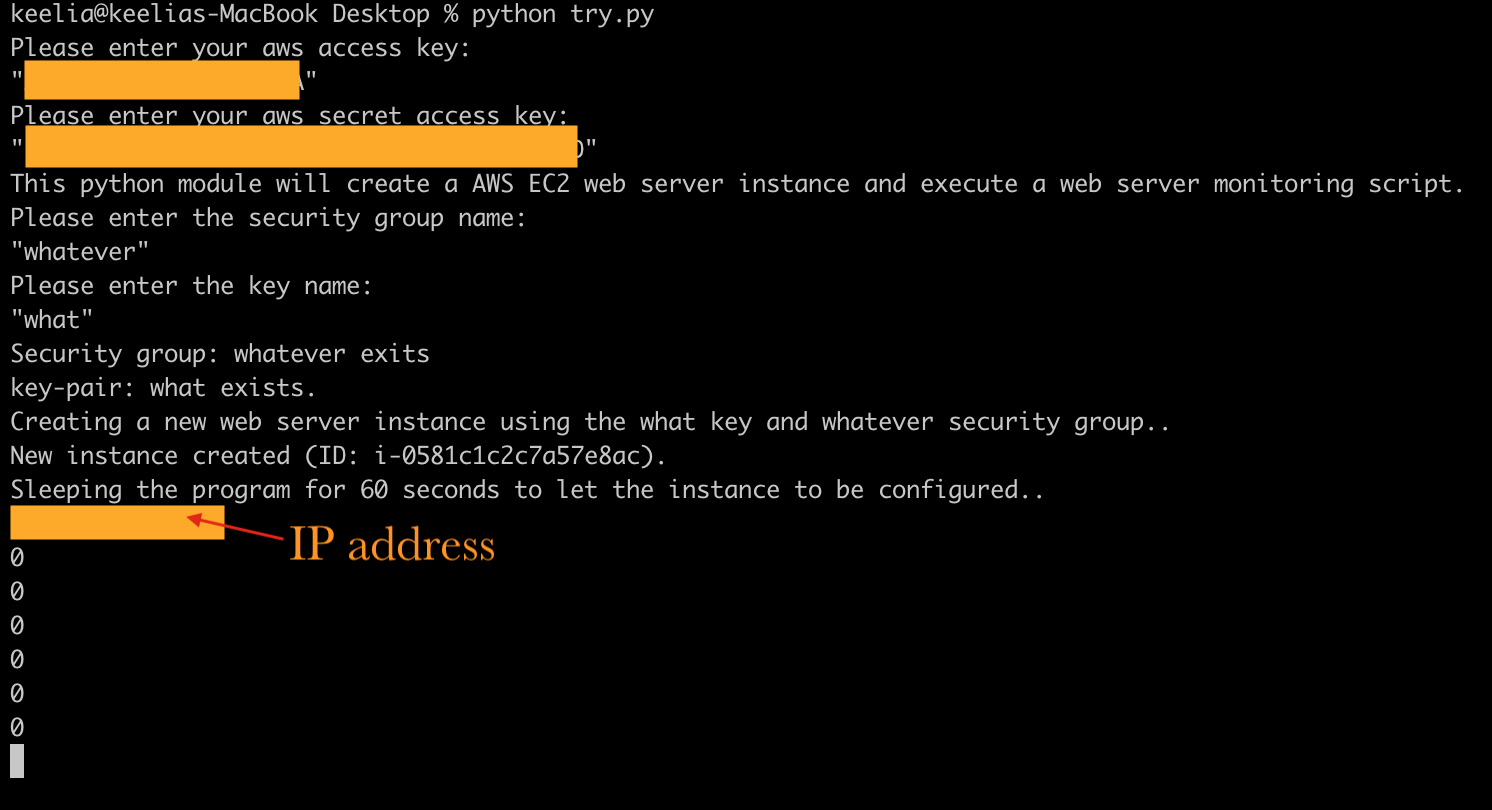 keelia@keelias-MacBook Desktop % python try.py
Please enter your aws access key:
" "
Please enter your aws secret access key:
" "
This python module will create a AWS EC2 web server instance and execute a web server monitoring script.
Please enter the security group name:
"whatever"
Please enter the key name:
"what"
Security group: whatever exits
key-pair: what exists.
Creating a new web server instance using the what key and whatever security group..
New instance created (ID: i-0581c1c2c7a57e8ac).
Sleeping the program for 60 seconds to let the instance to be configured..
IP address
0
0
0
0
0
0